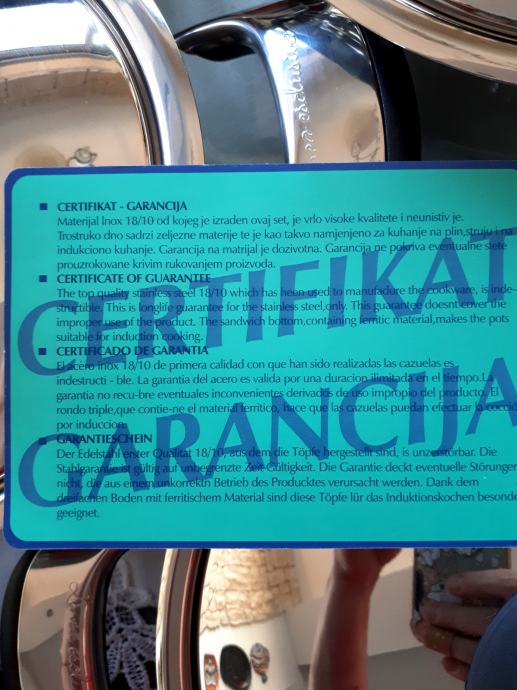 CERTIFIKAT - GARANCIJA
Materijal lnox 18/10 od kojeg je izraden ovaj set, je vrlo visoke kvalitete i neunistiv je.
Trostruko dno sadrzi zeljezne materije te je kao takvo namjenjeno za kuhanje na plin,struju i na
indukciono kuhanje. Garancija na matrijal je dozivotna. Garancija pe pokriva eventualne stete
prouzrokovane krivim rukovanjem proizvoda.
CERTIFICATE OF GUARANTEE
The top quality stainless steel 18/10 which has been used to manufadure the cookware, is inde-
structible. This is longlife guarantee for the stainless steel,only. This guarantee doesnt cover the
improper use of the product. The sandwich bottom,containing ferritic material,makes the pots
suitable for induction cooking.
CERTIFICADO DE GARANTIA
El acero inox 18/10 de primera calidad con que han sido realizadas las cazuelas es
indestructi - ble. La garantia del acero es valida por una duracion ilimitada en el tiempo.La
garantia no recu-bre eventuales inconvenientes derivados de uso impropio del producto. El
rondo triple,que contie-ne el material ferritico, hace que las cazuelas puedan efectuar la cocció
por induccion.
GARANTIESCHEIN
Der Edelstahl erster Qualitat 18/10, aus dem die Töpfe hergestellt sind, is unzerstorbar. Die
Stahlgarantie ist gültig auf unbegrenzte Zeit Gultigkeit. Die Garantie deckt eventuelle Störungen
nicht, die aus einem unkorrektn Betrieb des Producktes verursacht werden. Dank dem
dreifachen Boden mit ferritischem Material sind diese Töpfe lür das Induktionskochen besonde
geeignet.
CERTIFIKAT
GARANCIJA